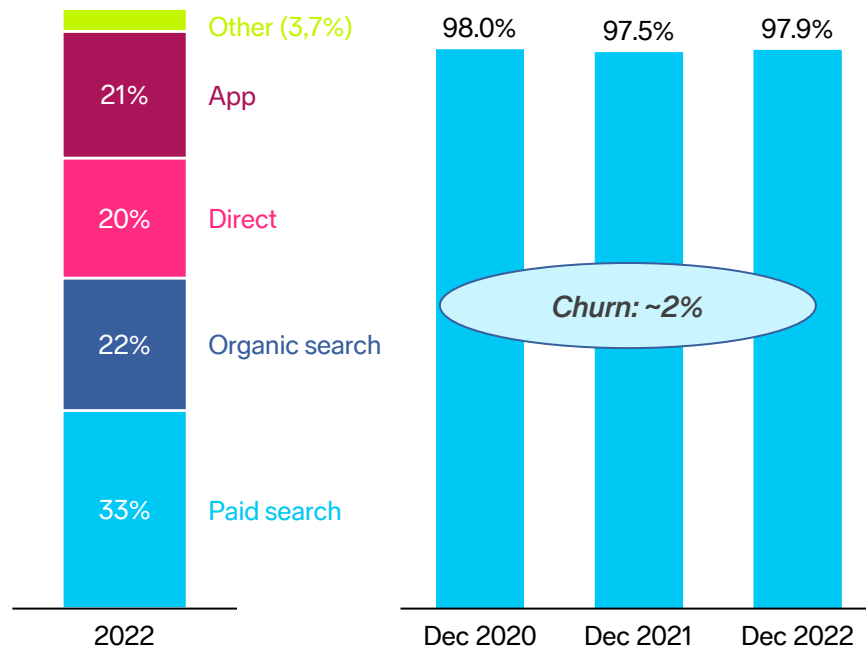 Other (3,7%)
21%
App
20%
Direct
22%
Organic search
33%
Paid search
2022
98.0%
97.5%
97.9%
Churn: ~2%
Dec 2020
Dec 2021
Dec 2022